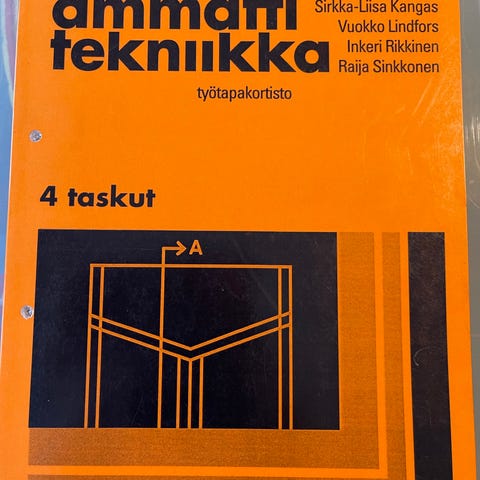 ammatti
tekniikka
Sirkka-Liisa Kangas
Vuokko Lindfors
Inkeri Rikkinen
Raija Sinkkonen
työtapakortisto
4 taskut
A